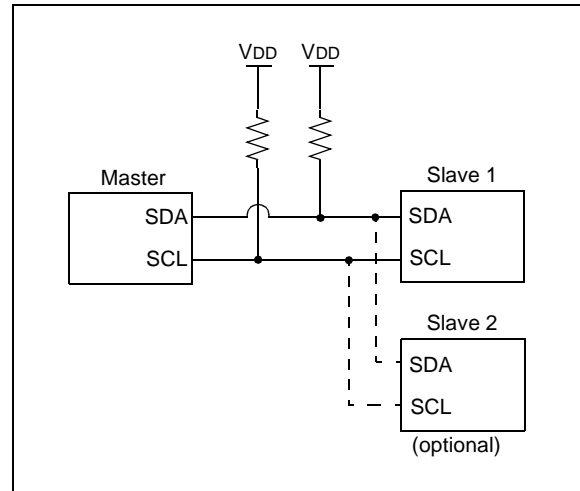 VDD VDD
Master
Slave 1
SDA
SDA
SCL
SCL
Slave 2
SDA
SCL
(optional)